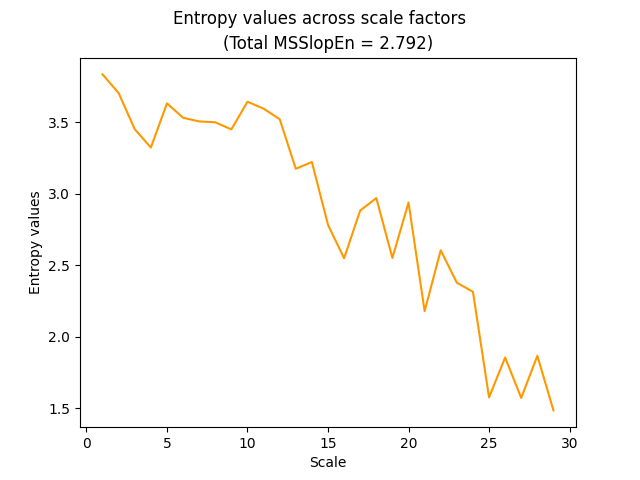 Entropy values across scale factors
(Total MSSlopEn = 2.792)
Entropy values
3.5
3.0
2.5
2.0
1.5
0 5 10 15 20 25 30
Scale